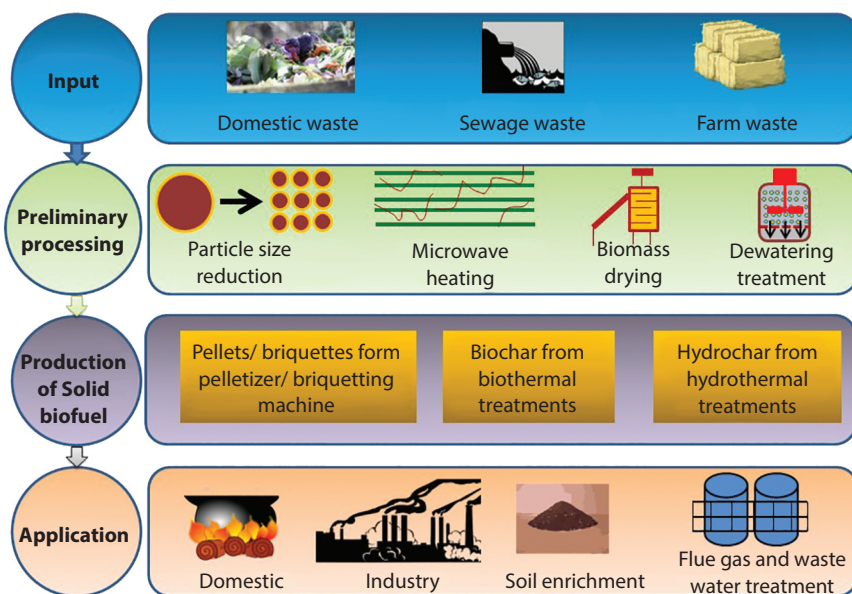 Input
Domestic waste
Sewage waste
Farm waste
Preliminary
processing
Particle size
reduction
Microwave
heating
Biomass
drying
Dewatering
treatment
Production
of Solid
biofuel
Pellets/ briquettes form
pelletizer/ briquetting
machine
Biochar from
biothermal
treatments
Hydrochar from
hydrothermal
treatments
Application
Domestic
Industry
Soil enrichment
Flue gas and waste
water treatment